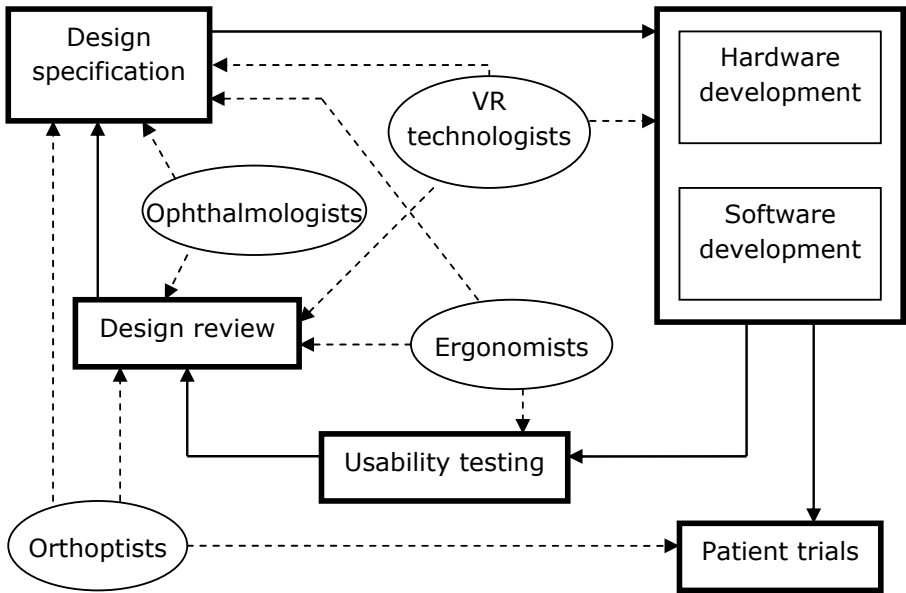 Design
specification
Hardware
development
VR
technologists
Ophthalmologists
Software
development
Design review
Ergonomists
Usability testing
Orthoptists
Patient trials